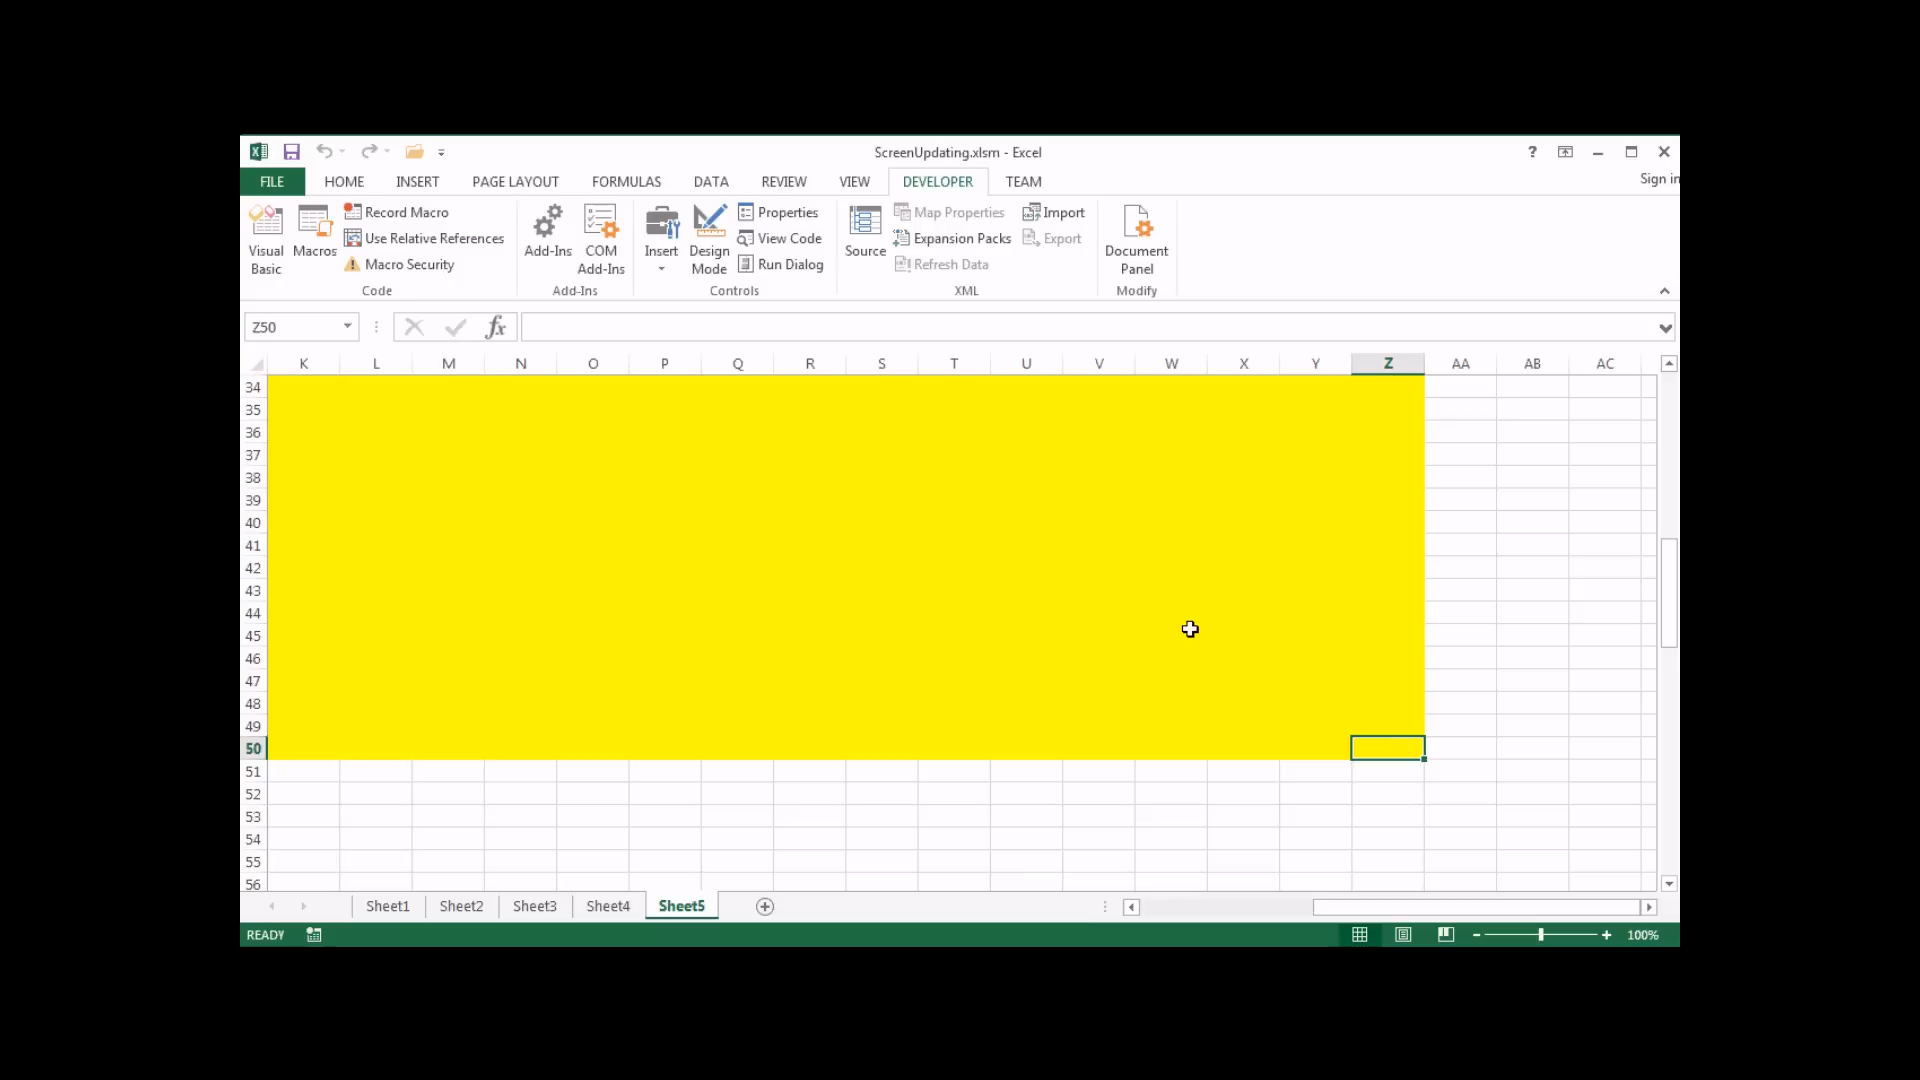 ScreenUpdating.xlsm - Excel
?
Sign in
FILE HOME INSERT PAGE LAYOUT FORMULAS DATA REVIEW VIEW DEVELOPER TEAM
Visual Basic
Macros
Record Macro
Use Relative References
Macro Security
Code
Add-Ins
COM Add-Ins
Add-Ins
Insert
Design Mode
Properties
View Code
Run Dialog
Controls
Source
Map Properties
Expansion Packs
Refresh Data
Import
Export
XML
Document Panel
Modify
Z50
fx
K L M N O P Q R S T U V W X Y Z AA AB AC
34
35
36
37
38
39
40
41
42
43
44
45
46
47
48
49
50
51
52
53
54
55
56
Sheet1 Sheet2 Sheet3 Sheet4 Sheet5
READY
100%